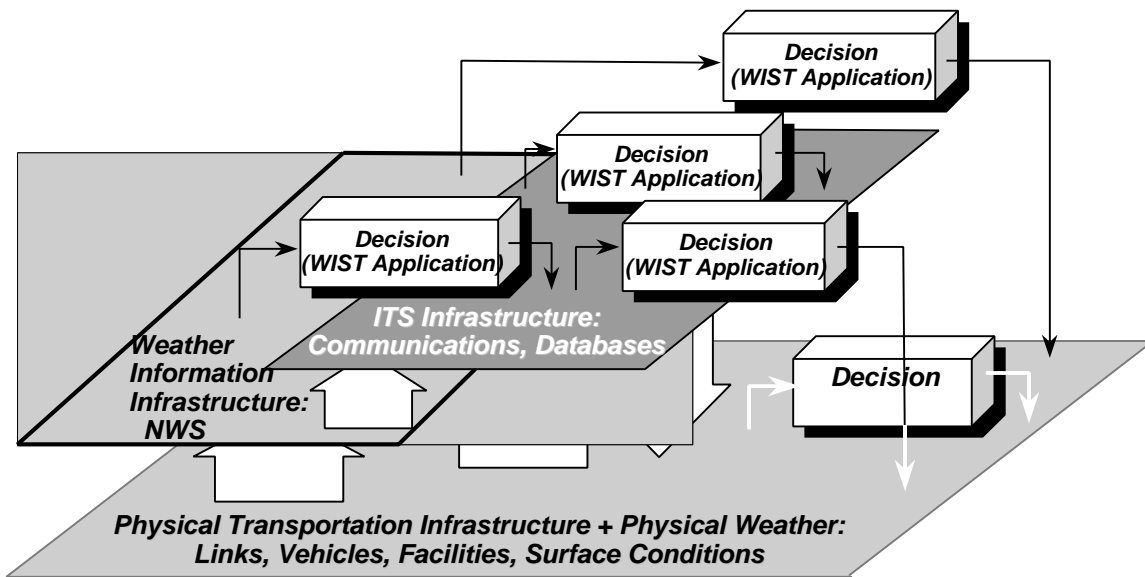 Decision
(WIST Application)
Decision
(WIST Application)
Decision
(WIST Application)
Decision
(WIST Application)
ITS Infrastructure:
Communications, Databases
Weather
Information
Infrastructure:
NWS
Decision
Physical Transportation Infrastructure + Physical Weather:
Links, Vehicles, Facilities, Surface Conditions